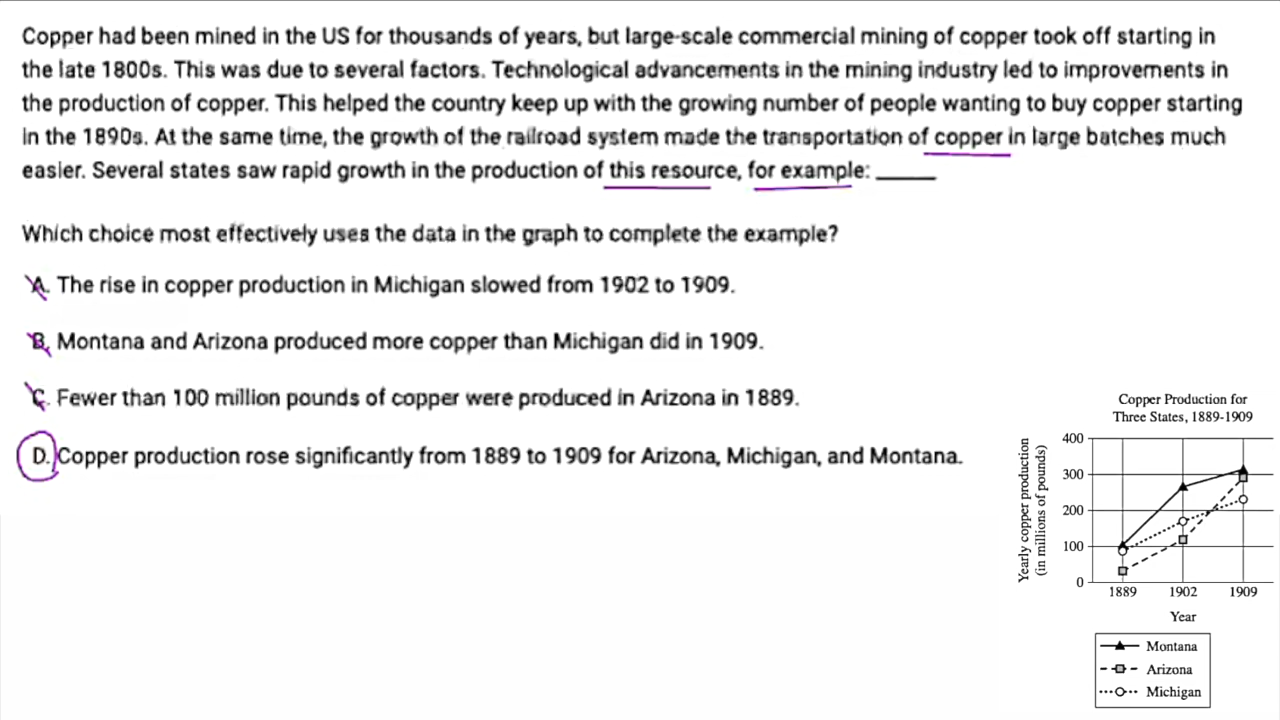 Copper had been mined in the US for thousands of years, but large-scale commercial mining of copper took off starting in
the late 1800s. This was due to several factors. Technological advancements in the mining industry led to improvements in
the production of copper. This helped the country keep up with the growing number of people wanting to buy copper starting
in the 1890s. At the same time, the growth of the railroad system made the transportation of copper in large batches much
easier. Several states saw rapid growth in the production of this resource, for example: ______
Which choice most effectively uses the data in the graph to complete the example?
A. The rise in copper production in Michigan slowed from 1902 to 1909.
B. Montana and Arizona produced more copper than Michigan did in 1909.
C. Fewer than 100 million pounds of copper were produced in Arizona in 1889.
D. Copper production rose significantly from 1889 to 1909 for Arizona, Michigan, and Montana.
Copper Production for
Three States, 1889-1909
Yearly copper production
(in millions of pounds)
400
300
200
100
0
1889 1902 1909
Year
Montana
Arizona
Michigan